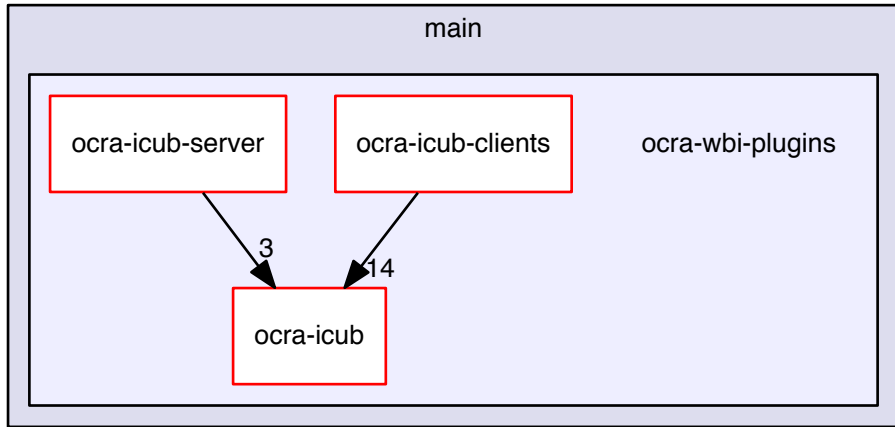 main
ocra-icub-server
ocra-icub-clients
ocra-wbi-plugins
3
14
ocra-icub